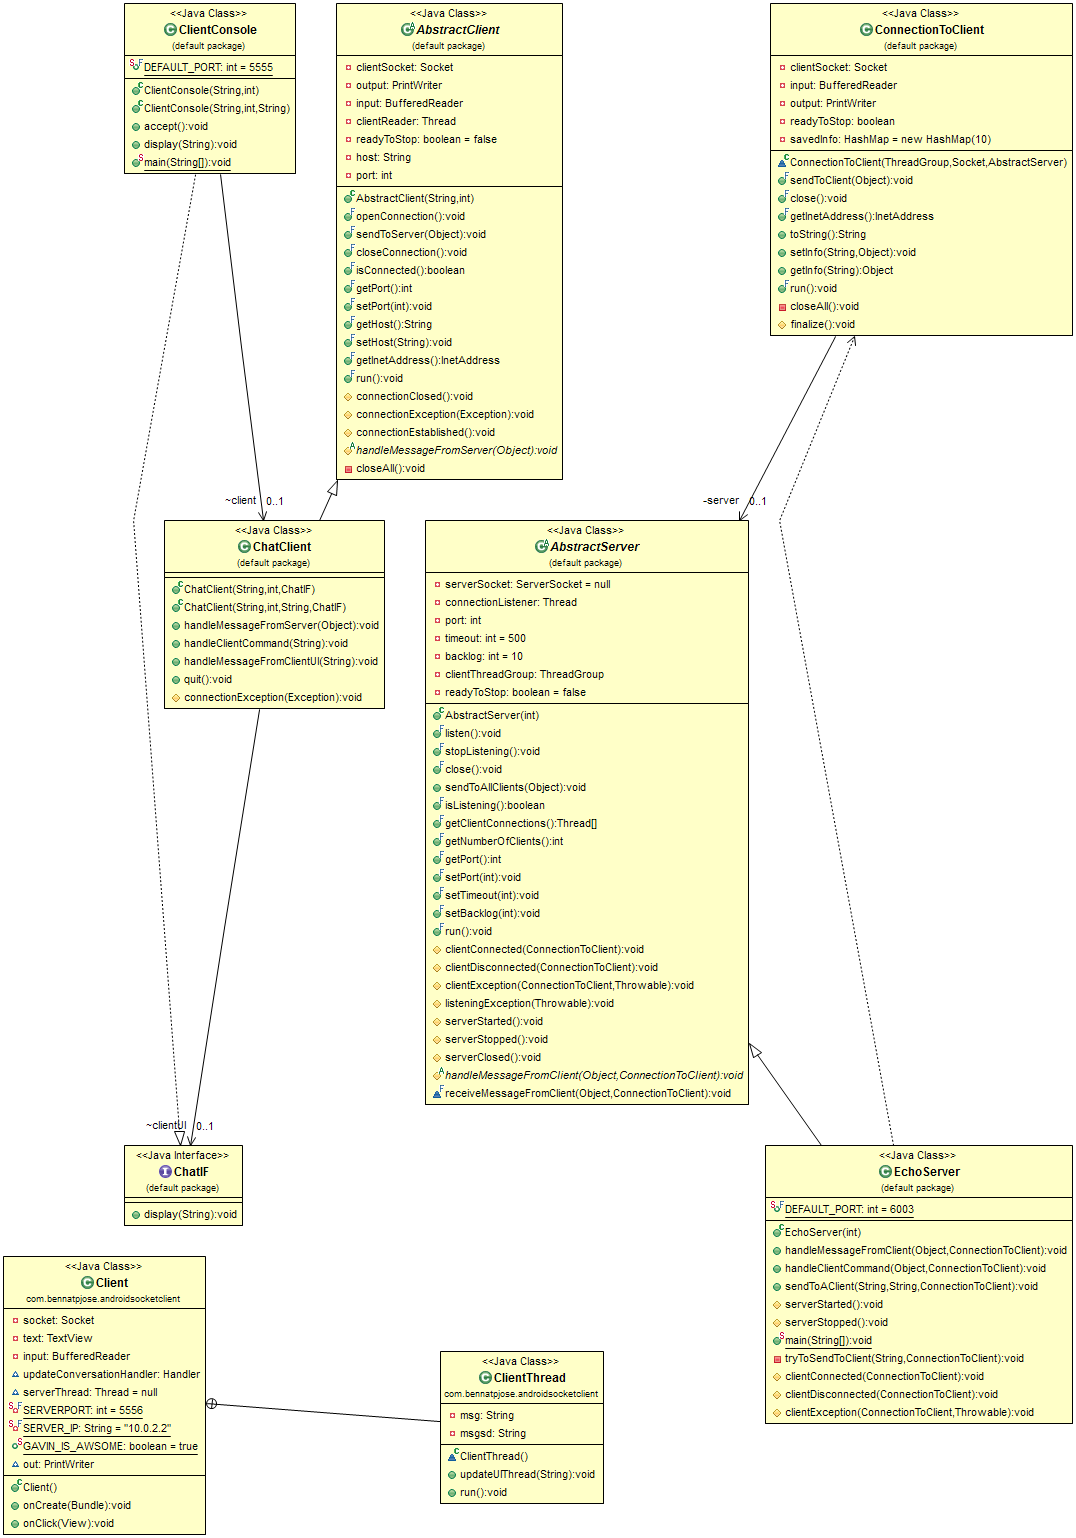 <<Java Class>>
ClientConsole
(default package)
DEFAULT_PORT: int = 5555
ClientConsole(String,int)
ClientConsole(String,int,String)
accept():void
display(String):void
main(String[]):void
<<Java Class>>
AbstractClient
(default package)
clientSocket: Socket
output: PrintWriter
input: BufferedReader
clientReader: Thread
readyToStop: boolean = false
host: String
port: int
AbstractClient(String,int)
openConnection():void
sendToServer(Object):void
closeConnection():void
isConnected():boolean
getPort():int
setPort(int):void
getHost():String
setHost(String):void
getInetAddress():InetAddress
run():void
connectionClosed():void
connectionException(Exception):void
connectionEstablished():void
handleMessageFromServer(Object):void
closeAll():void
<<Java Class>>
ConnectionToClient
(default package)
clientSocket: Socket
input: BufferedReader
output: PrintWriter
readyToStop: boolean
savedInfo: HashMap = new HashMap(10)
ConnectionToClient(ThreadGroup,Socket,AbstractServer)
sendToClient(Object):void
close():void
getInetAddress():InetAddress
toString():String
setInfo(String,Object):void
getInfo(String):Object
run():void
closeAll():void
finalize():void
~client 0..1
-server 0..1
<<Java Class>>
ChatClient
(default package)
ChatClient(String,int,ChatIF)
ChatClient(String,int,String,ChatIF)
handleMessageFromServer(Object):void
handleClientCommand(String):void
handleMessageFromClientUI(String):void
quit():void
connectionException(Exception):void
<<Java Class>>
AbstractServer
(default package)
serverSocket: ServerSocket = null
connectionListener: Thread
port: int
timeout: int = 500
backlog: int = 10
clientThreadGroup: ThreadGroup
readyToStop: boolean = false
AbstractServer(int)
listen():void
stopListening():void
close():void
sendToAllClients(Object):void
isListening():boolean
getClientConnections():Thread[]
getNumberOfClients():int
getPort():int
setPort(int):void
setTimeout(int):void
setBacklog(int):void
run():void
clientConnected(ConnectionToClient):void
clientDisconnected(ConnectionToClient):void
clientException(ConnectionToClient,Throwable):void
listeningException(Throwable):void
serverStarted():void
serverStopped():void
serverClosed():void
handleMessageFromClient(Object,ConnectionToClient):void
receiveMessageFromClient(Object,ConnectionToClient):void
~clientUI 0..1
<<Java Interface>>
ChatIF
(default package)
display(String):void
<<Java Class>>
EchoServer
(default package)
DEFAULT_PORT: int = 6003
EchoServer(int)
handleMessageFromClient(Object,ConnectionToClient):void
handleClientCommand(Object,ConnectionToClient):void
sendToAClient(String,String,ConnectionToClient):void
serverStarted():void
serverStopped():void
main(String[]):void
tryToSendToClient(String,ConnectionToClient):void
clientConnected(ConnectionToClient):void
clientDisconnected(ConnectionToClient):void
clientException(ConnectionToClient,Throwable):void
<<Java Class>>
Client
com.bennatpjose.androidsocketclient
socket: Socket
text: TextView
input: BufferedReader
updateConversationHandler: Handler
serverThread: Thread = null
SERVERPORT: int = 5556
SERVER_IP: String = "10.0.2.2"
GAVIN_IS_AWSOME: boolean = true
out: PrintWriter
Client()
onCreate(Bundle):void
onClick(View):void
<<Java Class>>
ClientThread
com.bennatpjose.androidsocketclient
msg: String
msgsd: String
ClientThread()
updateUIThread(String):void
run():void